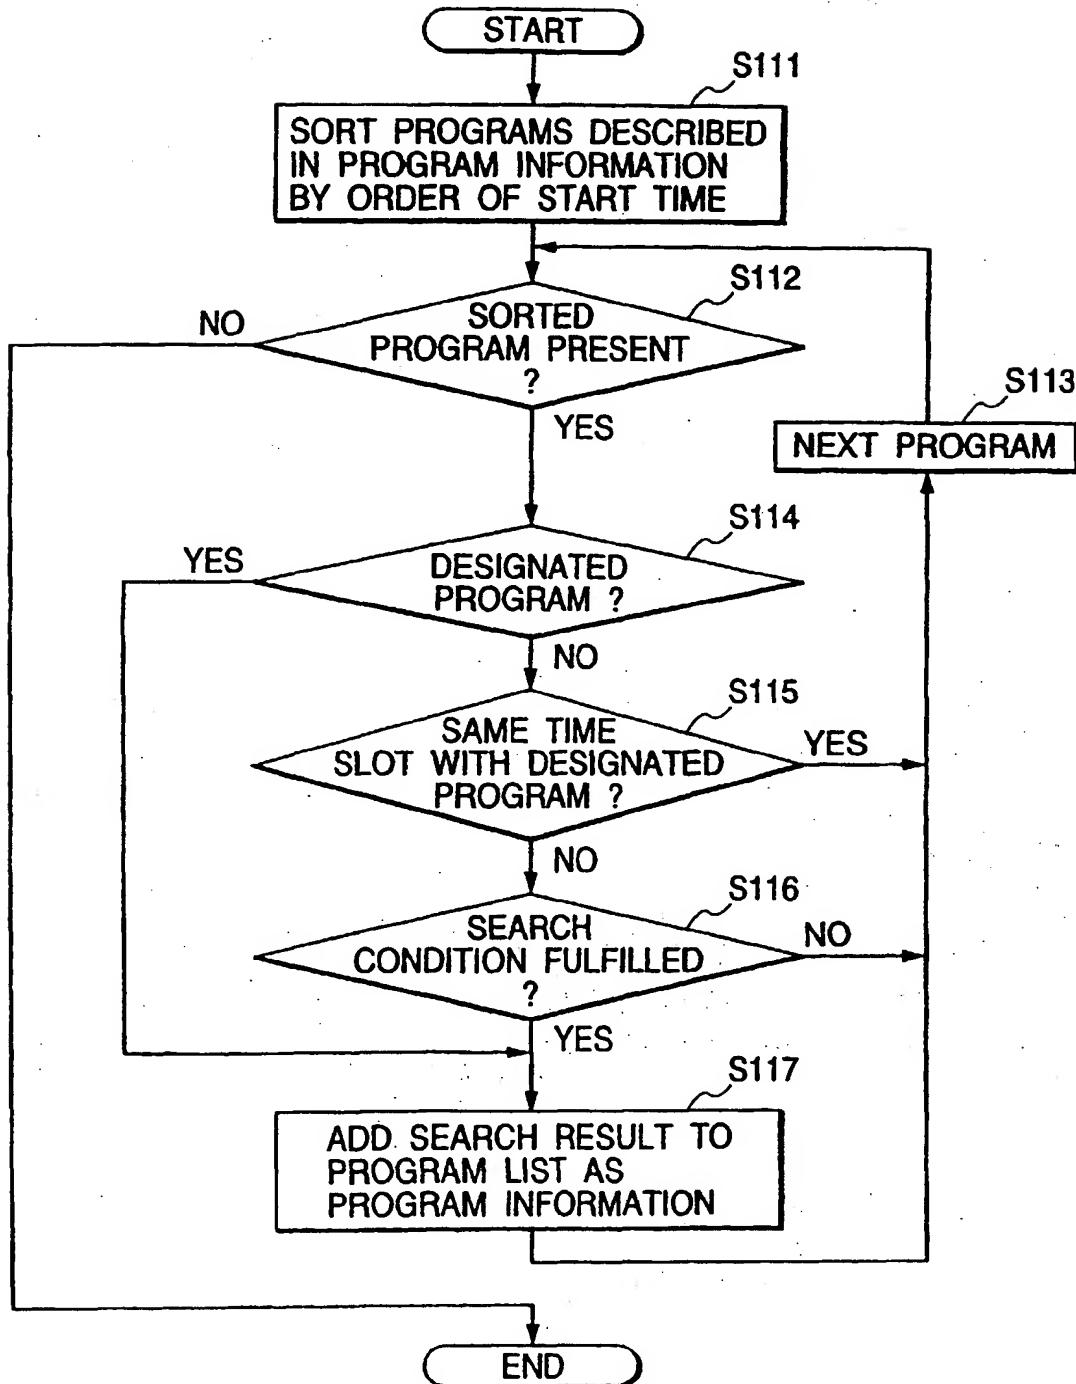 START
S111
SORT PROGRAMS DESCRIBED
IN PROGRAM INFORMATION
BY ORDER OF START TIME
S112
NO
SORTED
PROGRAM PRESENT
?
YES
S113
NEXT PROGRAM
S114
YES
DESIGNATED
PROGRAM ?
NO
S115
SAME TIME
SLOT WITH DESIGNATED
PROGRAM ?
YES
NO
S116
SEARCH
CONDITION FULFILLED
?
NO
YES
S117
ADD SEARCH RESULT TO
PROGRAM LIST AS
PROGRAM INFORMATION
END